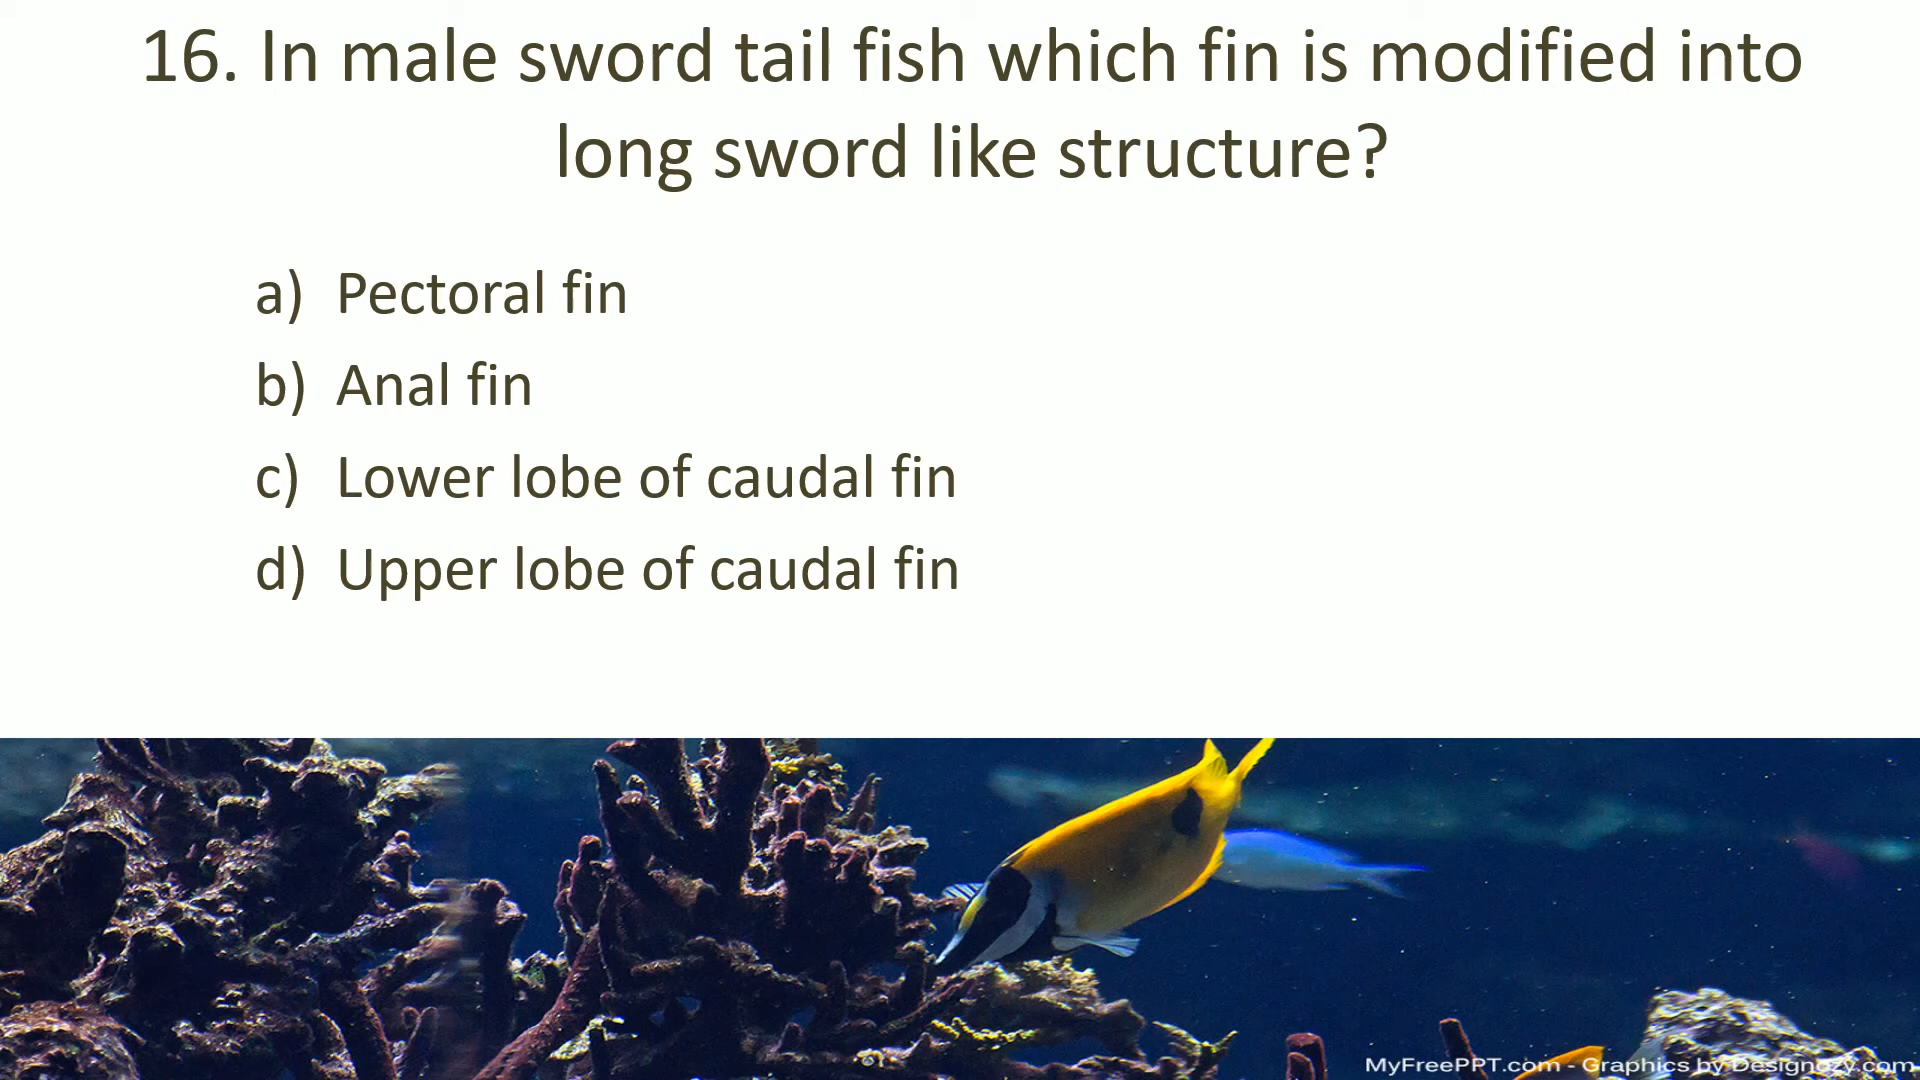 16. In male sword tail fish which fin is modified into
long sword like structure?
a) Pectoral fin
b) Anal fin
c) Lower lobe of caudal fin
d) Upper lobe of caudal fin
MyFreePPT.com - Graphics by Designozy.com